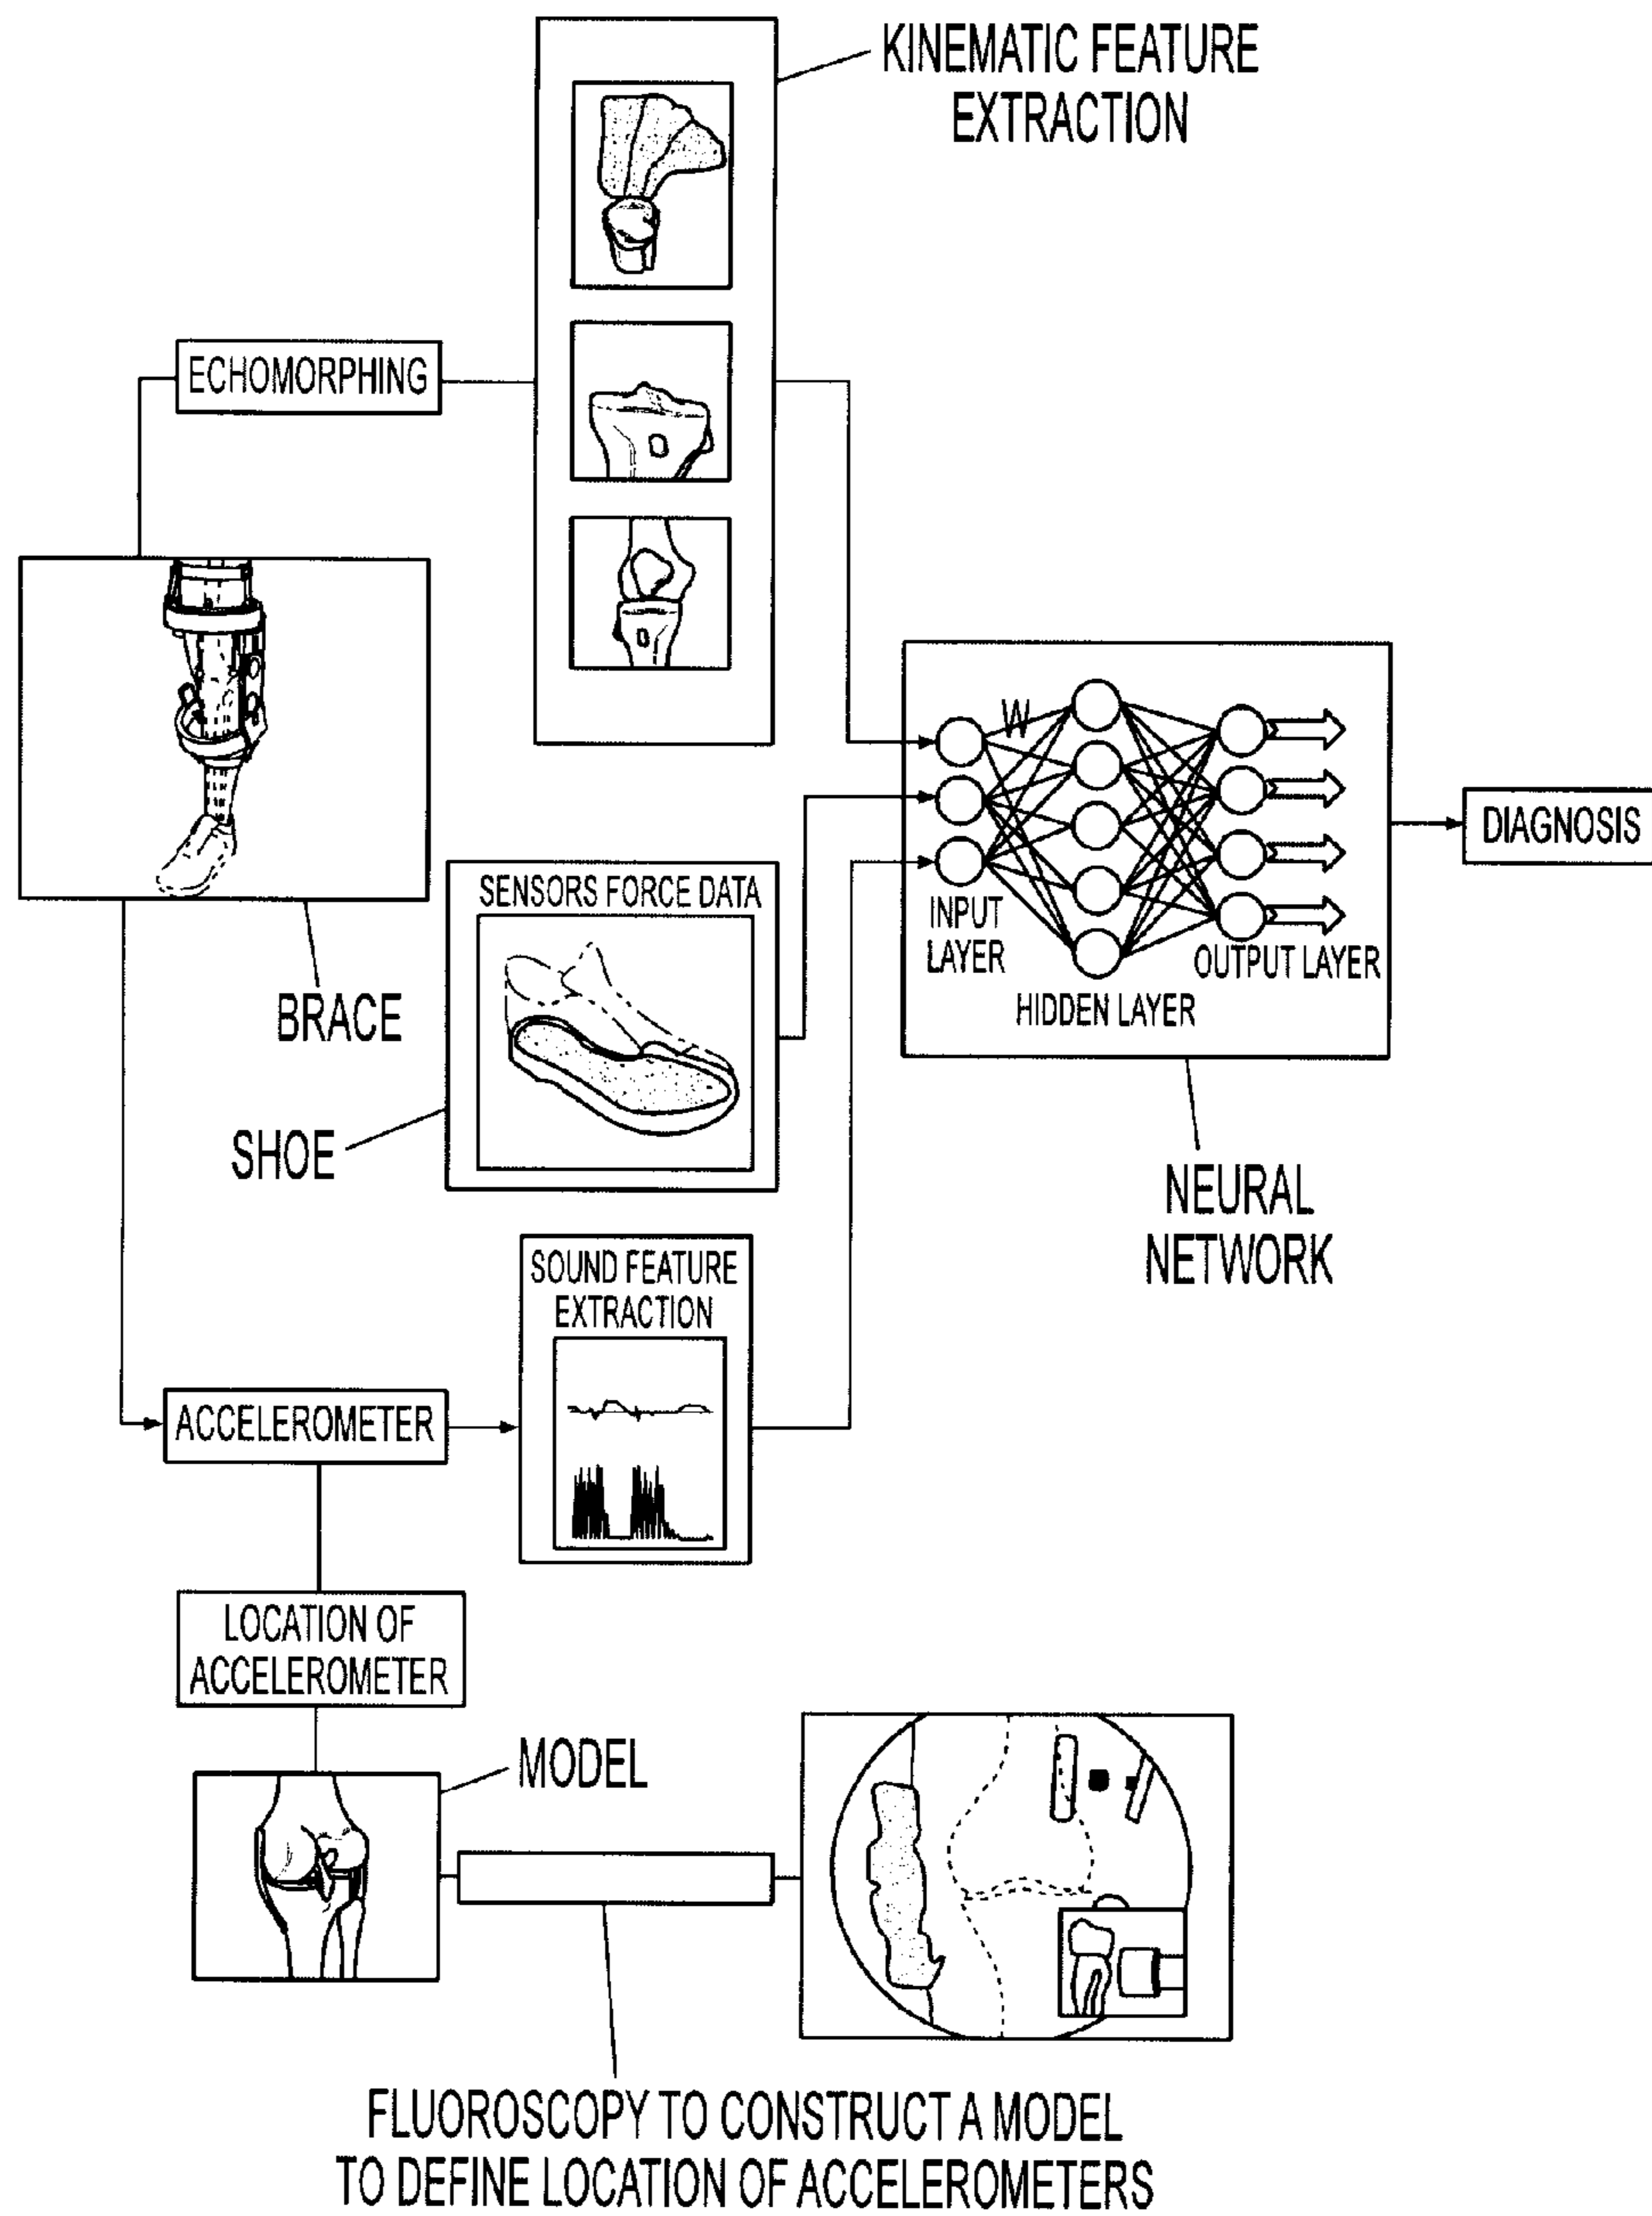 KINEMATIC FEATURE
EXTRACTION
ECHOMORPHING
BRACE
SENSORS FORCE DATA
SHOE
W
INPUT
LAYER
HIDDEN LAYER
OUTPUT LAYER
DIAGNOSIS
NEURAL
NETWORK
SOUND FEATURE
EXTRACTION
ACCELEROMETER
LOCATION OF
ACCELEROMETER
MODEL
FLUOROSCOPY TO CONSTRUCT A MODEL
TO DEFINE LOCATION OF ACCELEROMETERS